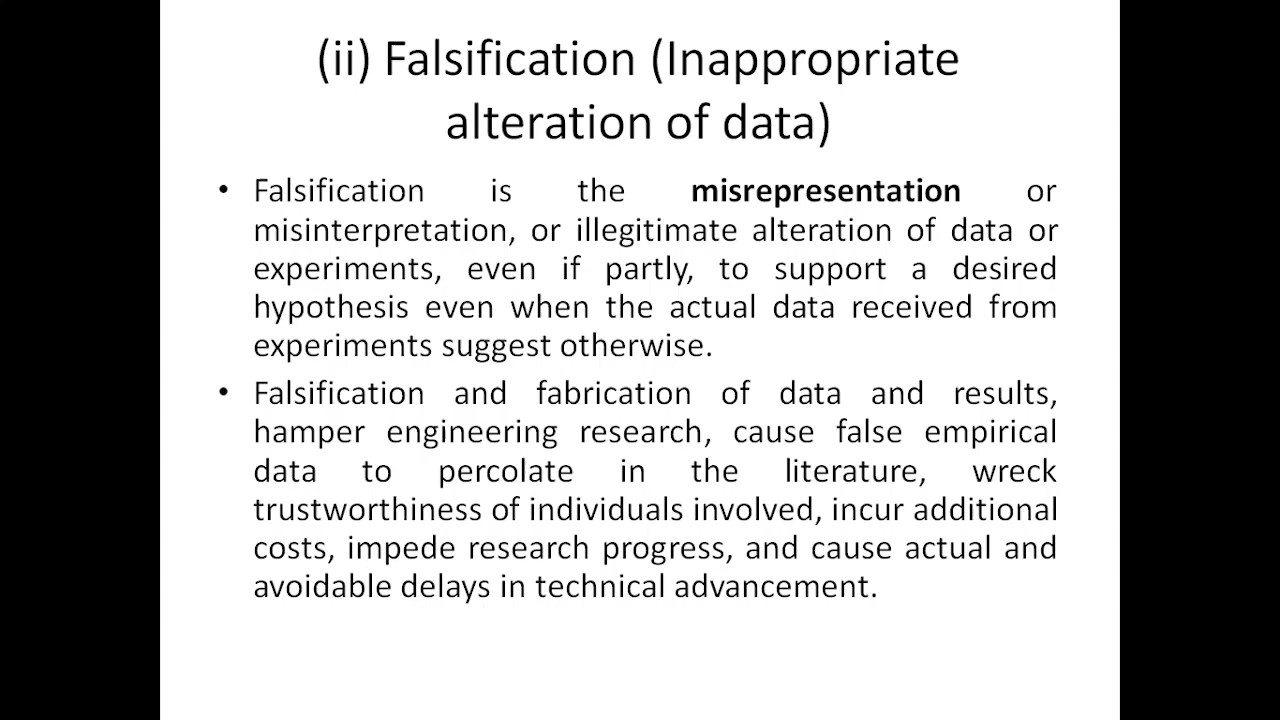 (ii) Falsification (Inappropriate
alteration of data)
• Falsification is the misrepresentation or
misinterpretation, or illegitimate alteration of data or
experiments, even if partly, to support a desired
hypothesis even when the actual data received from
experiments suggest otherwise.
• Falsification and fabrication of data and results,
hamper engineering research, cause false empirical
data to percolate in the literature, wreck
trustworthiness of individuals involved, incur additional
costs, impede research progress, and cause actual and
avoidable delays in technical advancement.